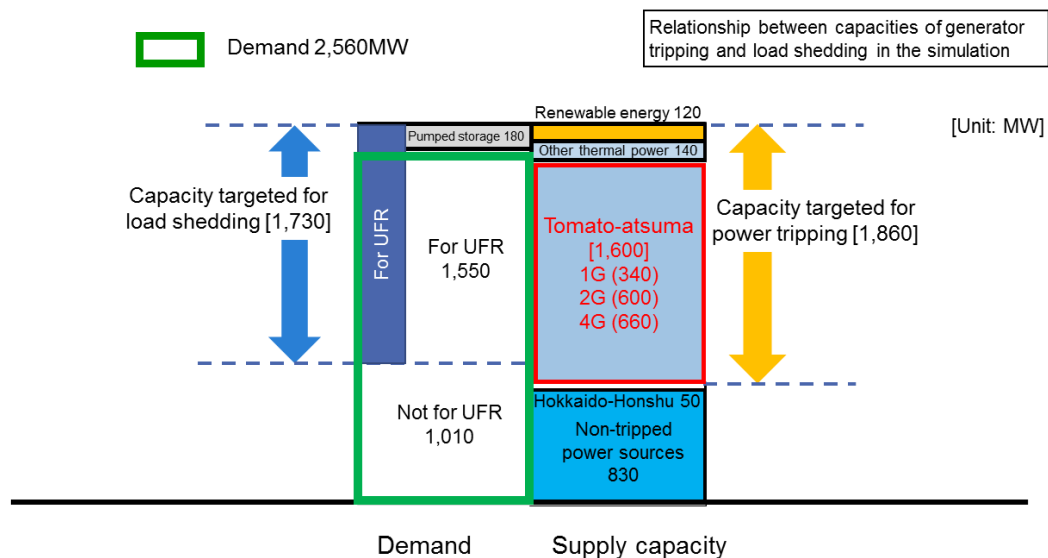 Demand 2,560MW
Relationship between capacities of generator
tripping and load shedding in the simulation
Renewable energy 120
[Unit: MW]
Pumped storage 180
Other thermal power 140
Capacity targeted for
load shedding [1,730]
For UFR
For UFR
1,550
Tomato-atsuma
[1,600]
1G (340)
2G (600)
4G (660)
Capacity targeted for
power tripping [1,860]
Not for UFR
1,010
Hokkaido-Honshu 50
Non-tripped
power sources
830
Demand
Supply capacity